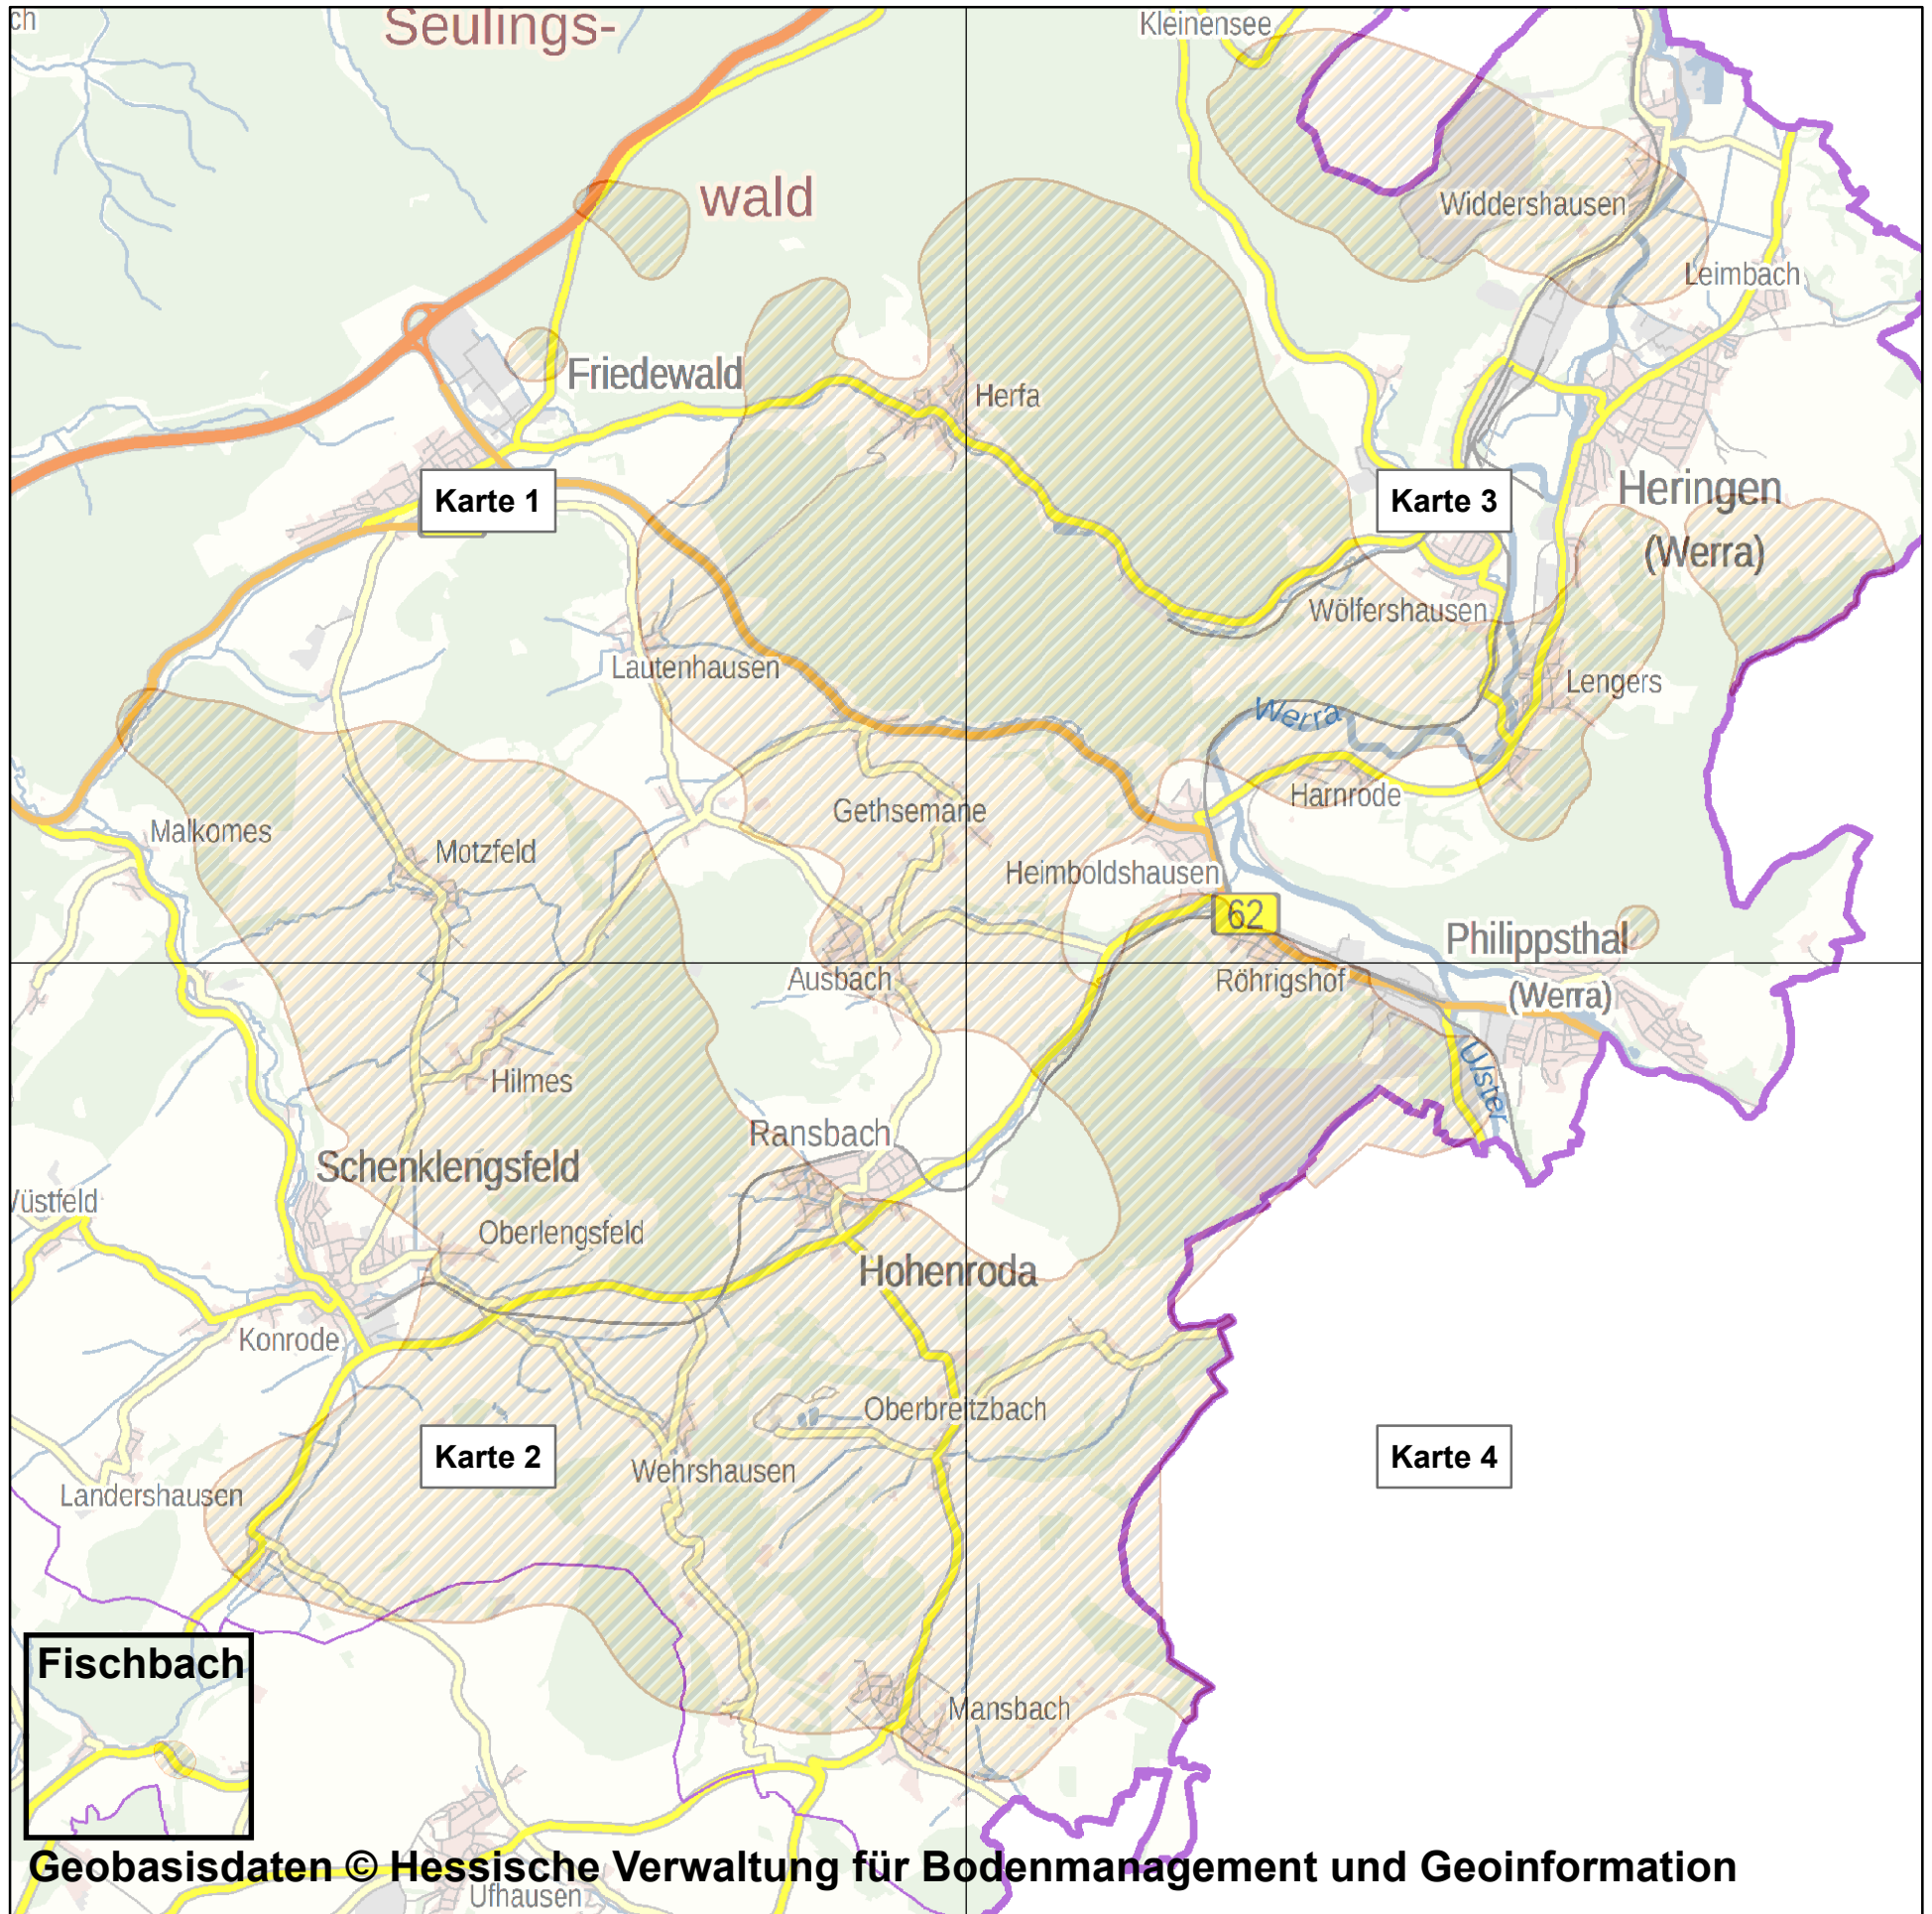 ch
Seulings-
Kleinensee
wald
Widdershausen
Leimbach
Friedewald
Herfa
Karte 1
Karte 3
Heringen
(Werra)
Wölfershausen
Lautenhausen
Lengers
Werra
Harnrode
Gethsemane
Malkomes
Motzfeld
Heimboldshausen
62
Philippsthal
(Werra)
Ausbach
Röhrigshof
Hilmes
Ulster
Ransbach
Schenklengsfeld
Vüstfeld
Oberlengsfeld
Hohenroda
Konrode
Oberbreitzbach
Karte 2
Karte 4
Wehrshausen
Landershausen
Fischbach
Mansbach
Geobasisdaten © Hessische Verwaltung für Bodenmanagement und Geoinformation
Ufhausen